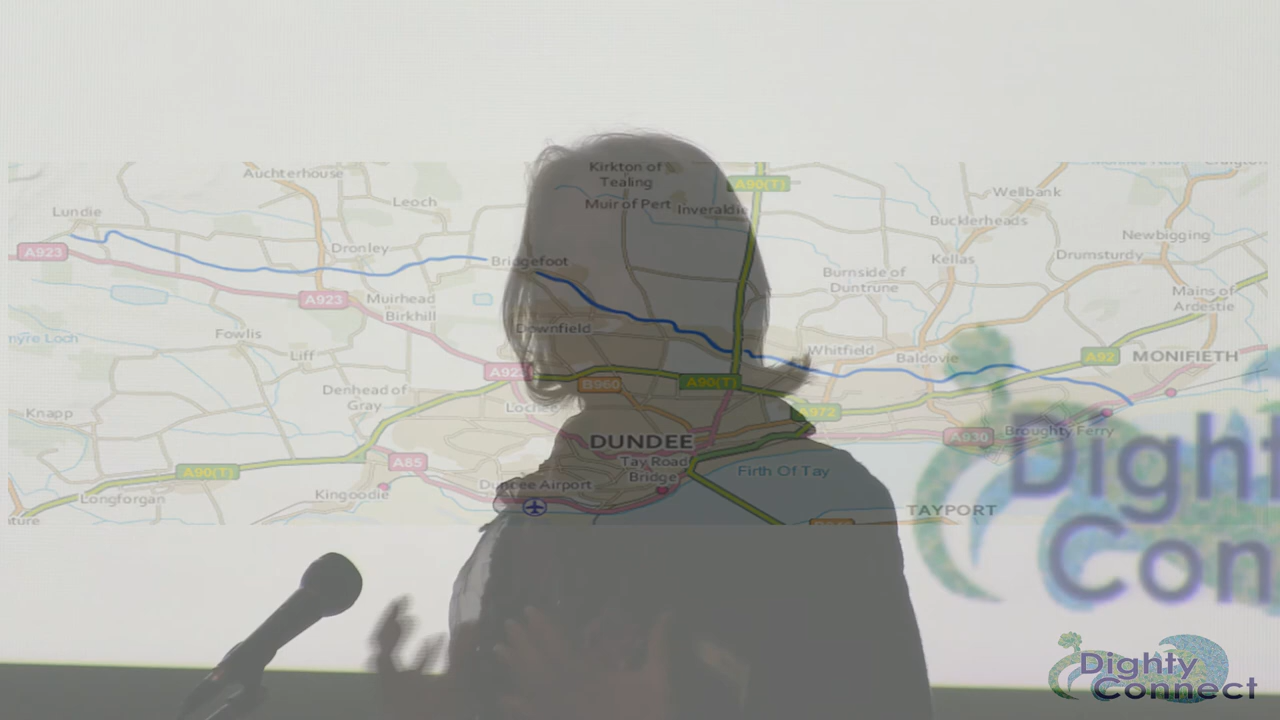 Kirkton of
Tealing
Auchterhouse
A90(T)
Wellbank
Leoch
Muir of Pert
Inveraldie
Lundie
Bucklerheads
Newbigging
A923
Dronley
Bridgefoot
Kellas
Drumsturdy
Burnside of
Duntrune
Mains of
Ardestie
A923
Muirhead
Birkhill
Downfield
Fowlis
Liff
Whitfield
Baldovie
A92
MONIFIETH
A923
B960
A90(T)
Denhead of
Gray
Lochee
A972
Knapp
DUNDEE
A930
Broughty Ferry
A85
Tay Road
Bridge
Firth Of Tay
A90(T)
Longforgan
Kingoodie
Dundee Airport
TAYPORT
Dight
Con
Dighty
Connect